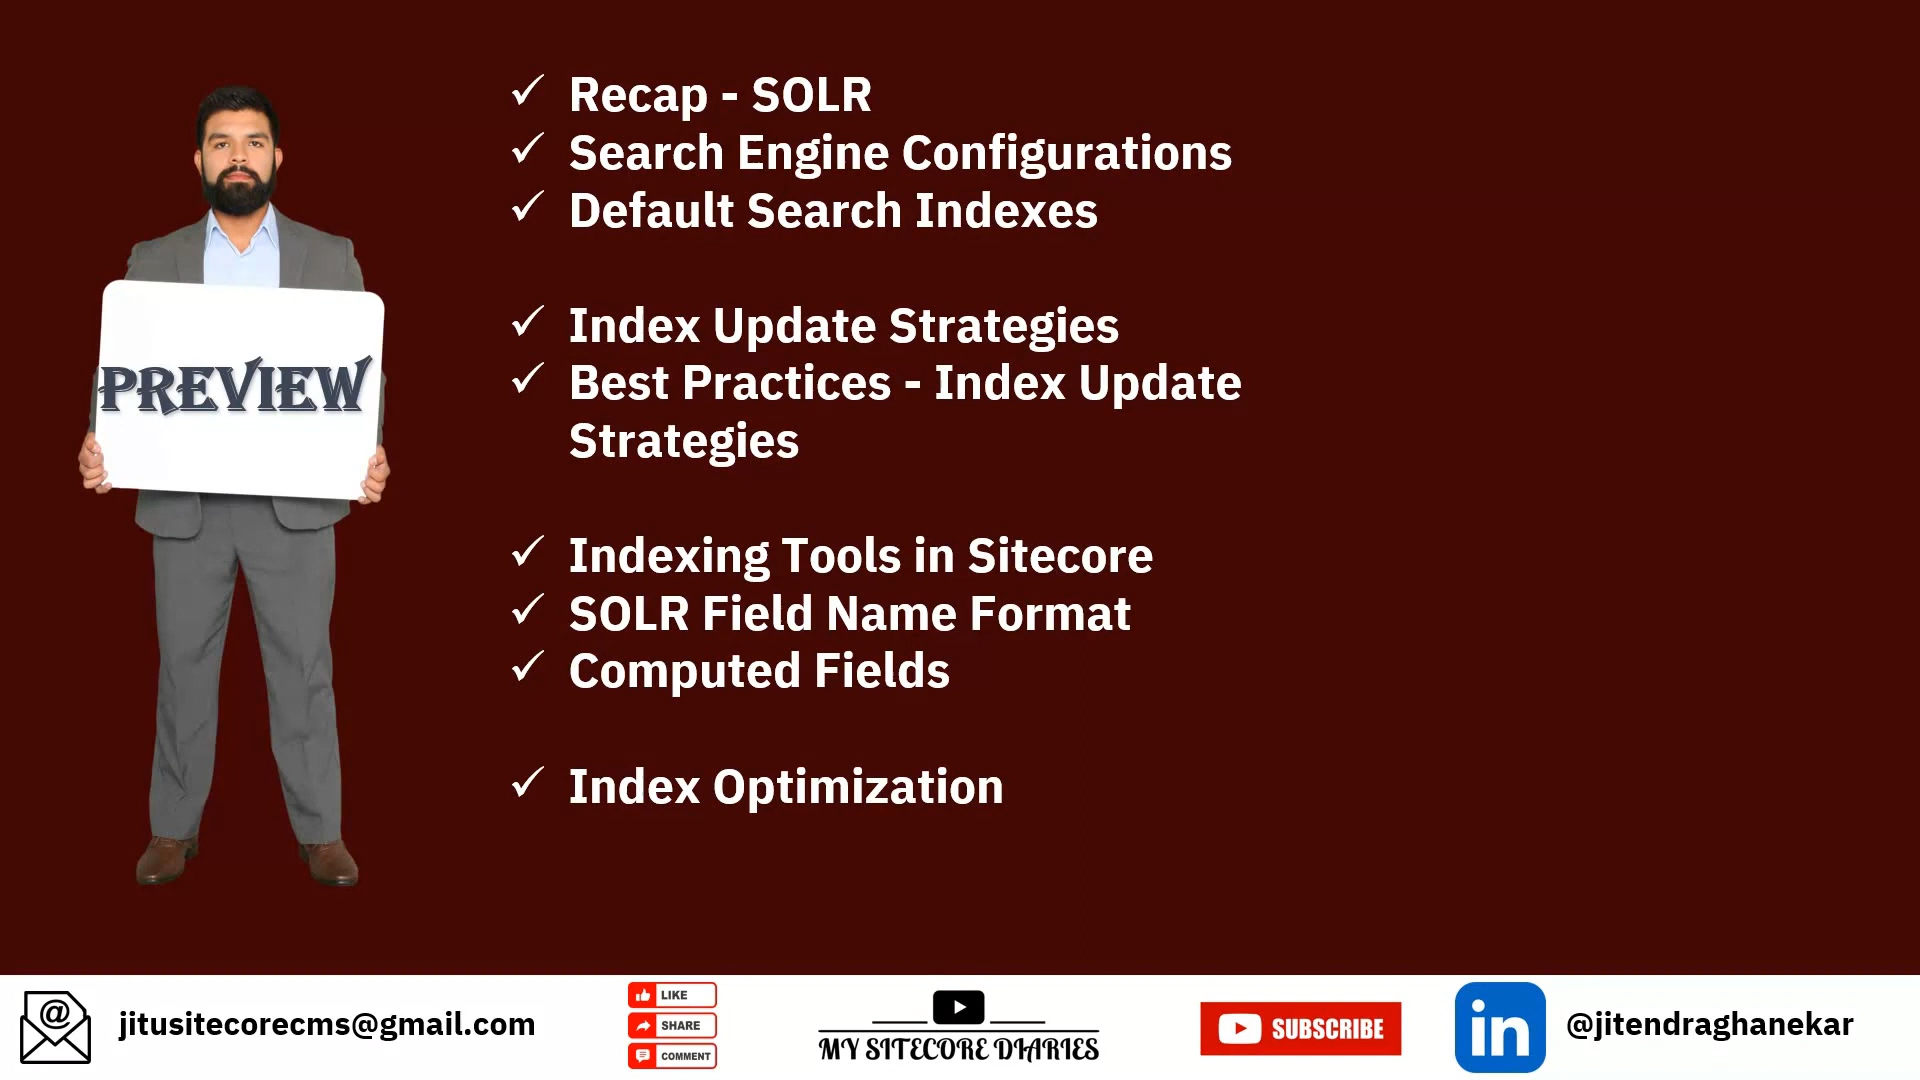 ✓ Recap - SOLR
✓ Search Engine Configurations
✓ Default Search Indexes
✓ Index Update Strategies
✓ Best Practices - Index Update
Strategies
✓ Indexing Tools in Sitecore
✓ SOLR Field Name Format
✓ Computed Fields
✓ Index Optimization
PREVIEW
@
jitusitecorecms@gmail.com
LIKE
SHARE
COMMENT
MY SITECORE DIARIES
SUBSCRIBE
in
@jitendraghanekar